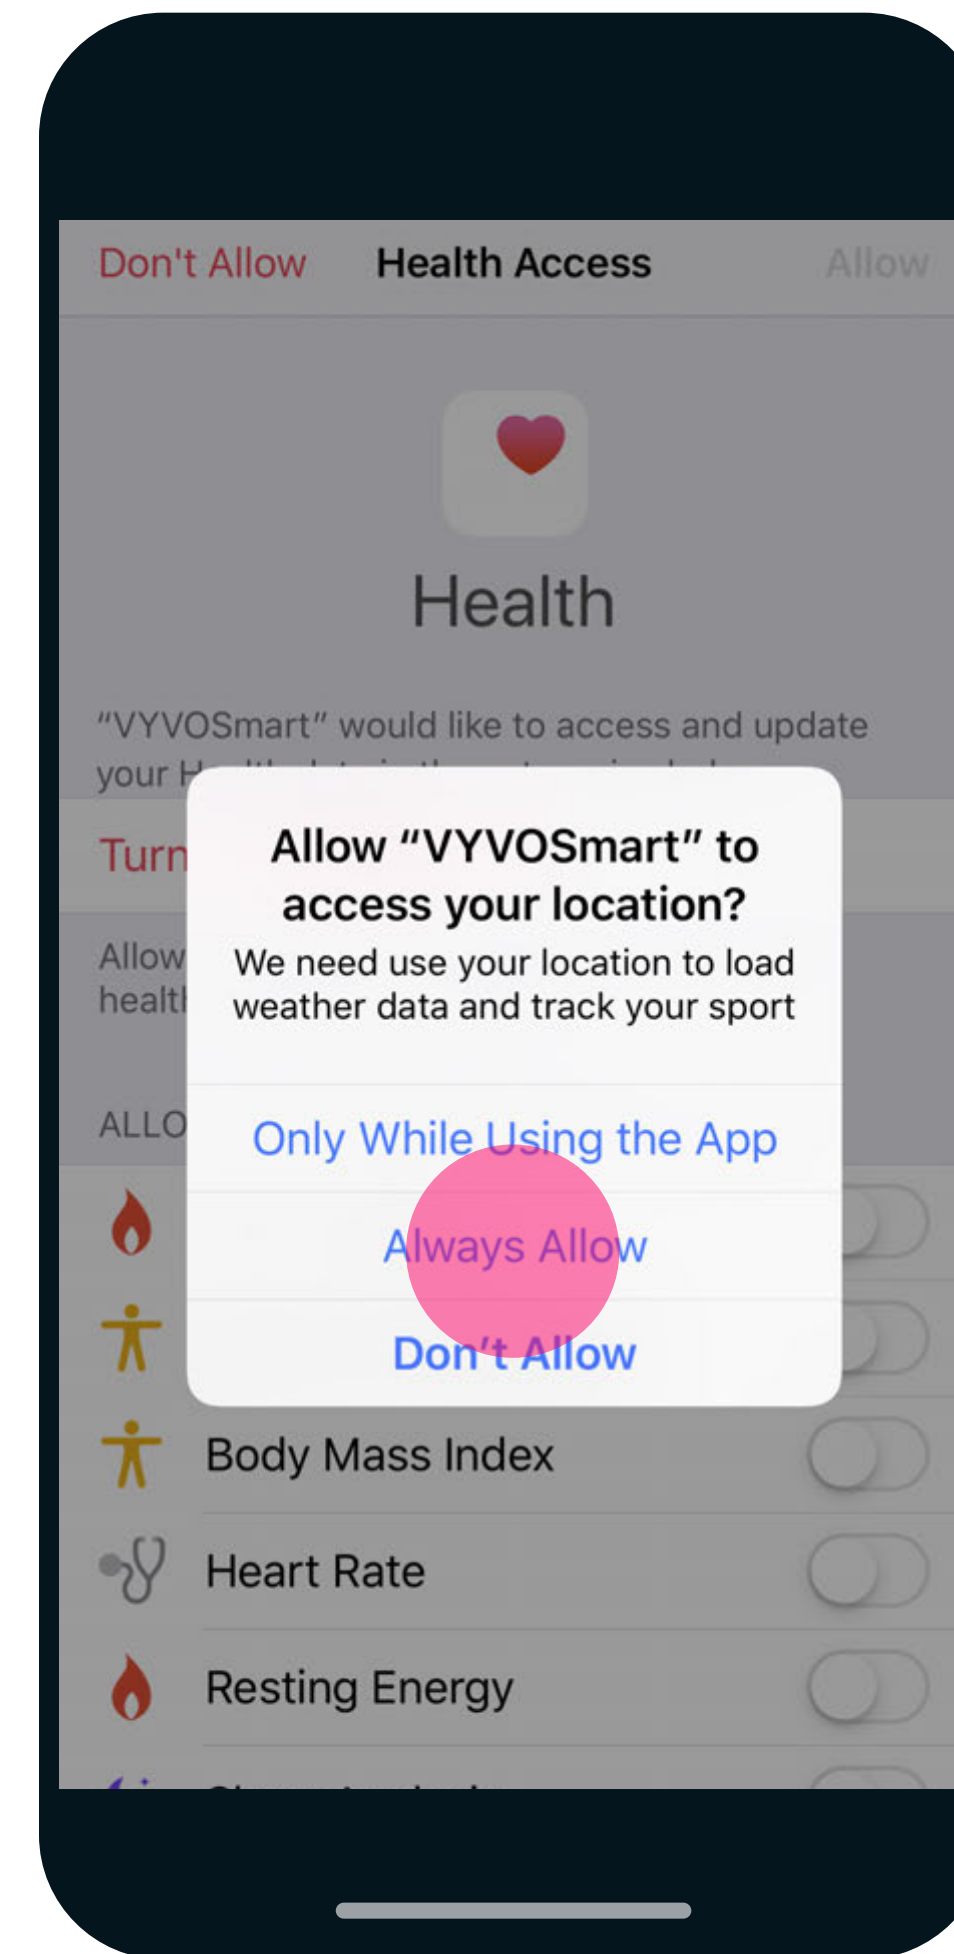 Don't Allow Health Access Allow
Health
“VYVOSmart” would like to access and update
your
Turn
Allow “VYVOSmart” to
access your location?
Allow
We need use your location to load
weather data and track your sport
Only While Using the App
Always Allow
Don’t Allow
Body Mass Index
Heart Rate
Resting Energy